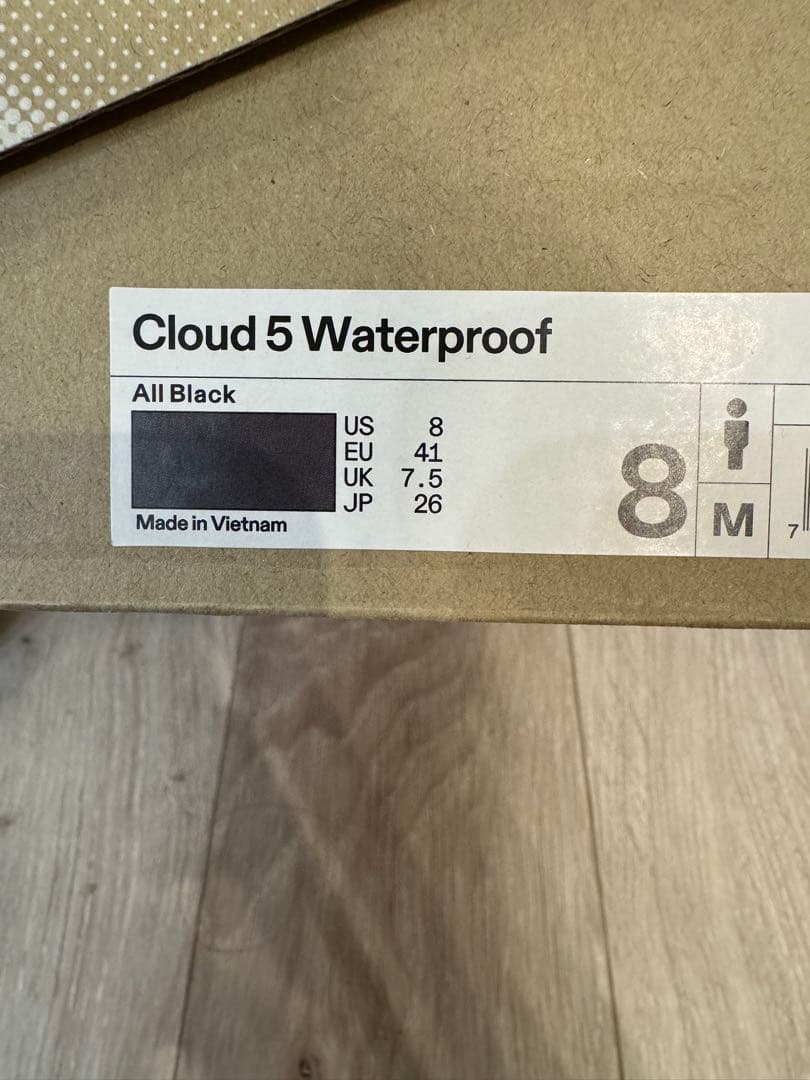 Cloud 5 Waterproof
All Black
US 8
EU 41
UK 7.5
JP 26
Made in Vietnam
8
M
7